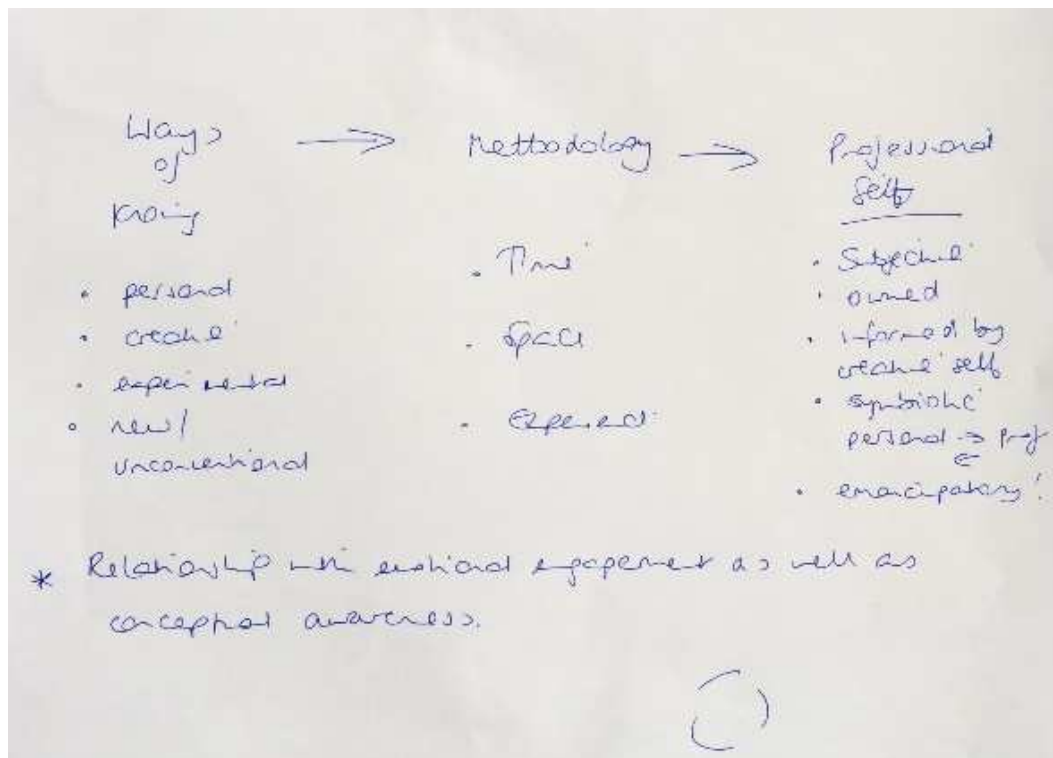 Ways → Methodology → Professional
of Self
Knowing
• personal
• creative
• experimental
• new/
unconventional
• Time
• Space
• Experience
• Subjective
• owned
• informed by
creative self
• symbiotic
personal → Prof
←
• emancipatory!
* Relationship with emotional engagement as well as
conceptual awareness.